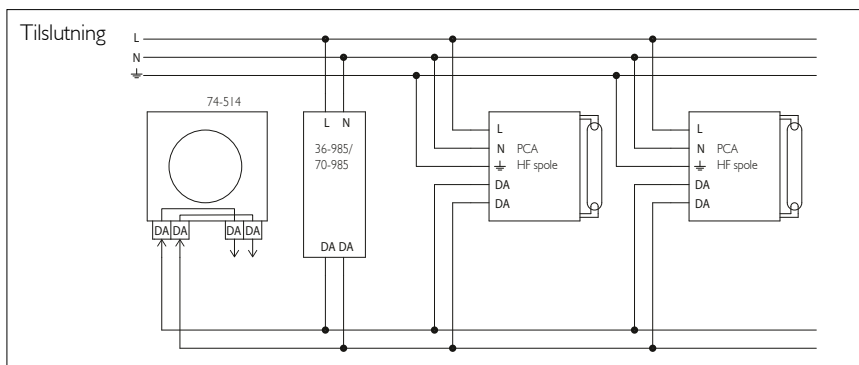 Tilslutning
L
N
74-514
L N
36-985/
70-985
DA DA
DA DA DA DA
L
N PCA
HF spole
DA
DA
L
N PCA
HF spole
DA
DA